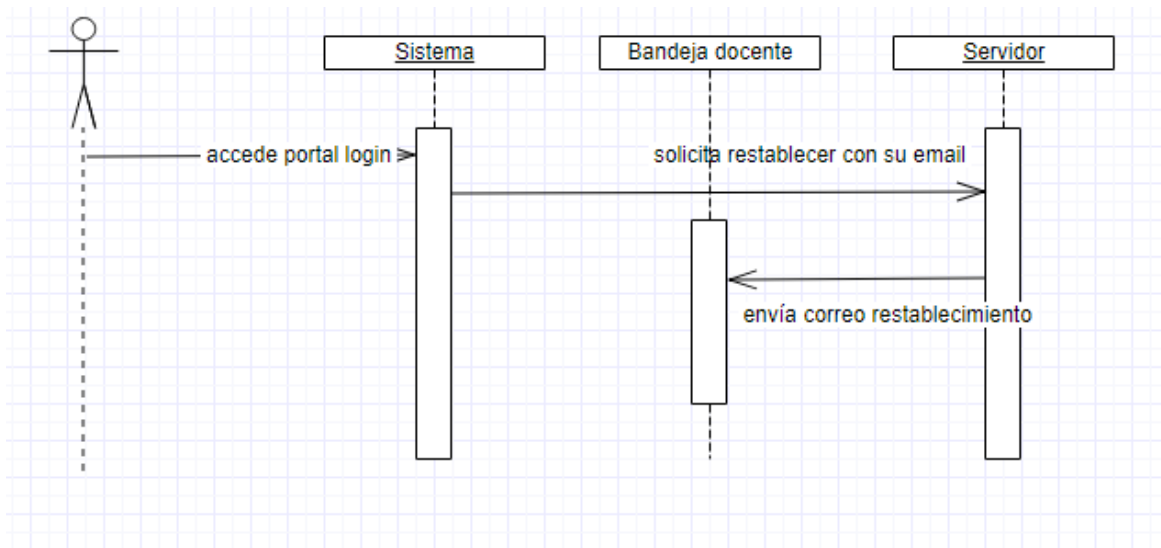 Sistema
Bandeja docente
Servidor
accede portal login
solicita restablecer con su email
envía correo restablecimiento